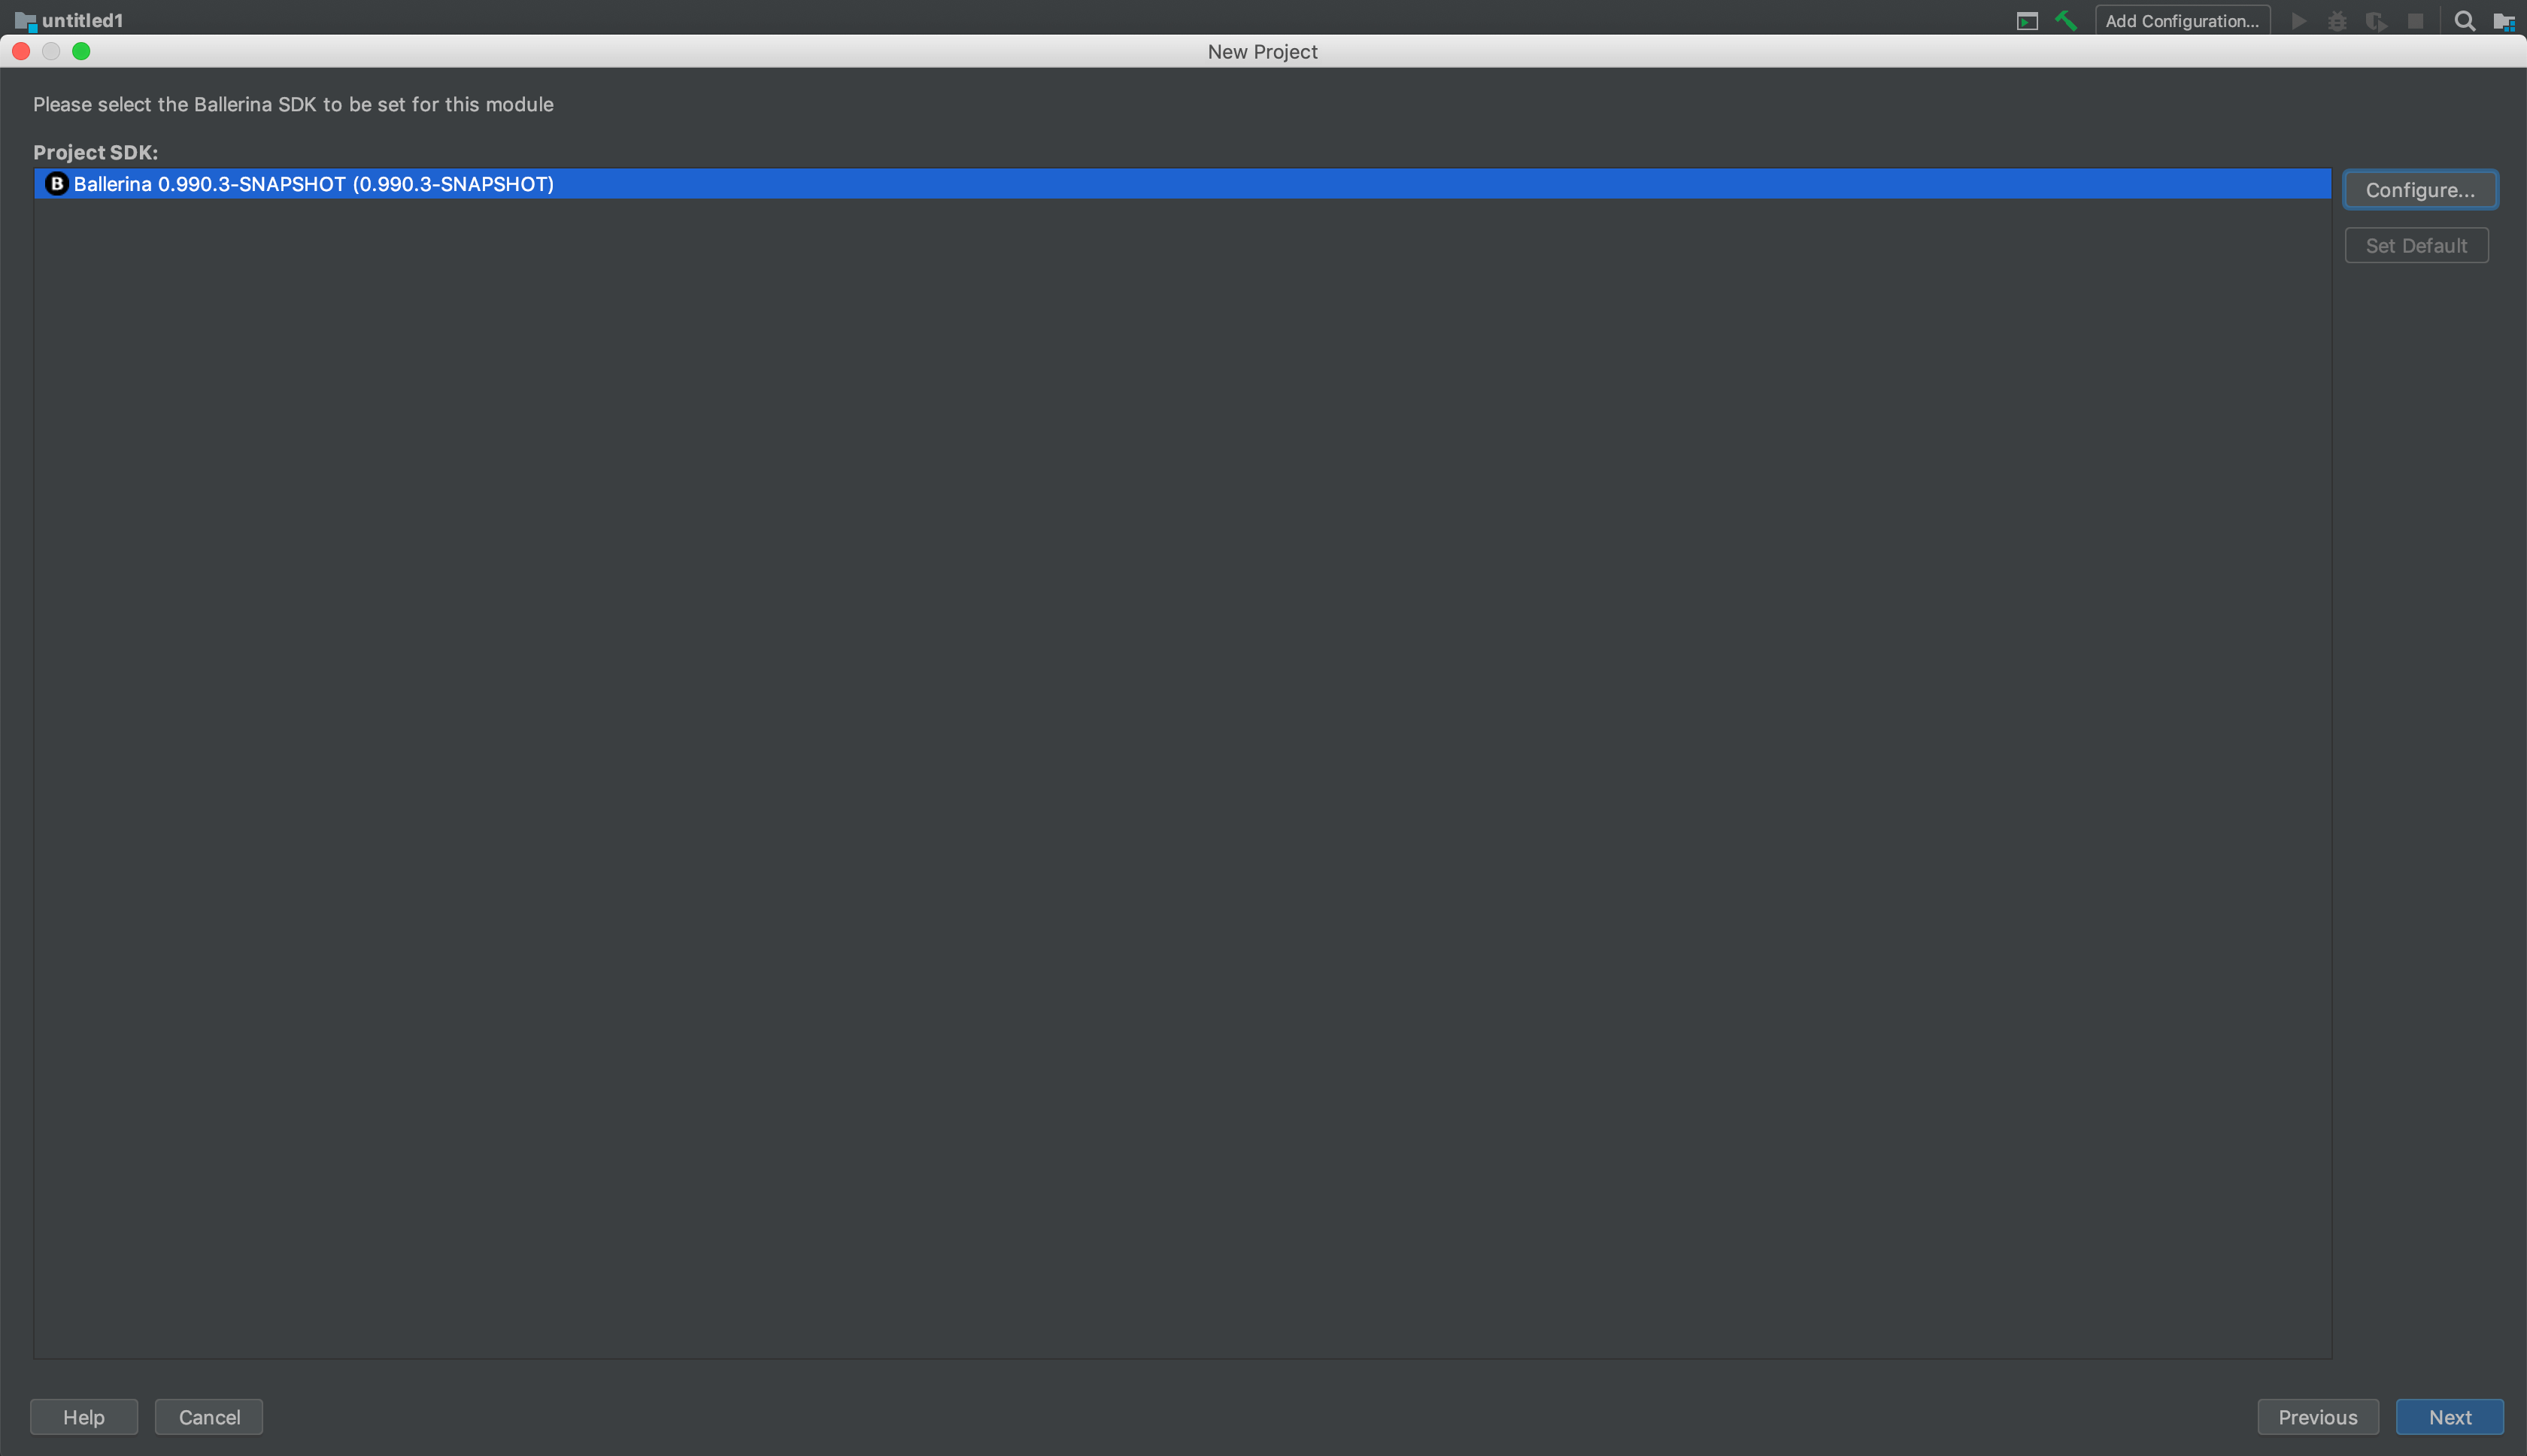 untitled1
Add Configuration...
New Project
Please select the Ballerina SDK to be set for this module
Project SDK:
B Ballerina 0.990.3-SNAPSHOT (0.990.3-SNAPSHOT)
Configure...
Set Default
Help
Cancel
Previous
Next